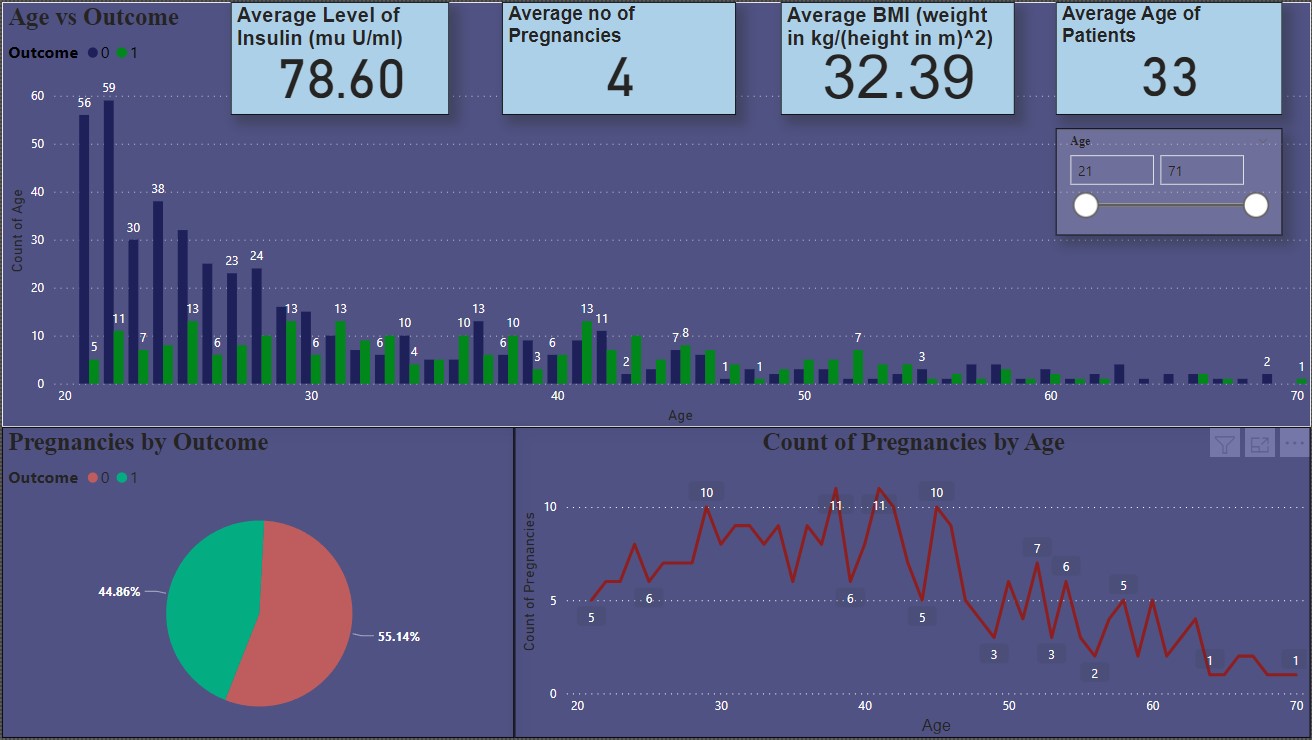 Age vs Outcome
Outcome 0 1
Average Level of
Insulin (mu U/ml)
78.60
Average no of
Pregnancies
4
Average BMI (weight
in kg/(height in m)^2)
32.39
Average Age of
Patients
33
Age
21 71
Count of Age
60
50
40
30
20
10
0
56 59 30 38 23 24
5 11 7 13 6 13 6 13 6 10 4 10 13 6 10 3 6 13 11 2 7 8 1 1 7 3 2 1
20 30 40 50 60 70
Age
Pregnancies by Outcome
Outcome 0 1
44.86%
55.14%
Count of Pregnancies by Age
Count of Pregnancies
10
5
0
5 6 10 11 6 11 5 10 3 7 3 6 2 5 1 1
20 30 40 50 60 70
Age